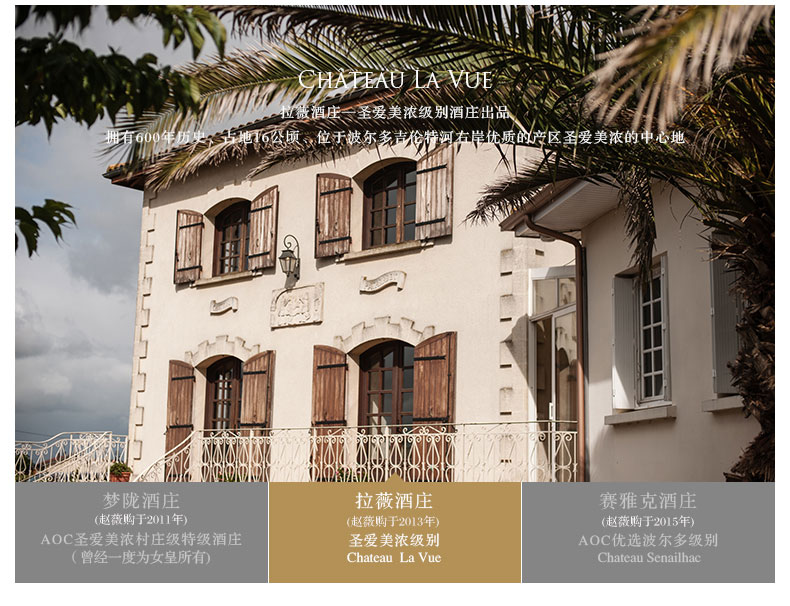 CHÂTEAU LA VUE
拉薇酒庄—圣爱美浓级别酒庄出品
拥有600年历史、占地16公顷、位于波尔多吉伦特河右岸优质的产区圣爱美浓的中心地
梦陇酒庄
(赵薇购于2011年)
AOC圣爱美浓村庄级特级酒庄
( 曾经一度为女皇所有)
拉薇酒庄
(赵薇购于2013年)
圣爱美浓级别
Chateau La Vue
赛雅克酒庄
(赵薇购于2015年)
AOC优选波尔多级别
Chateau Senailhac